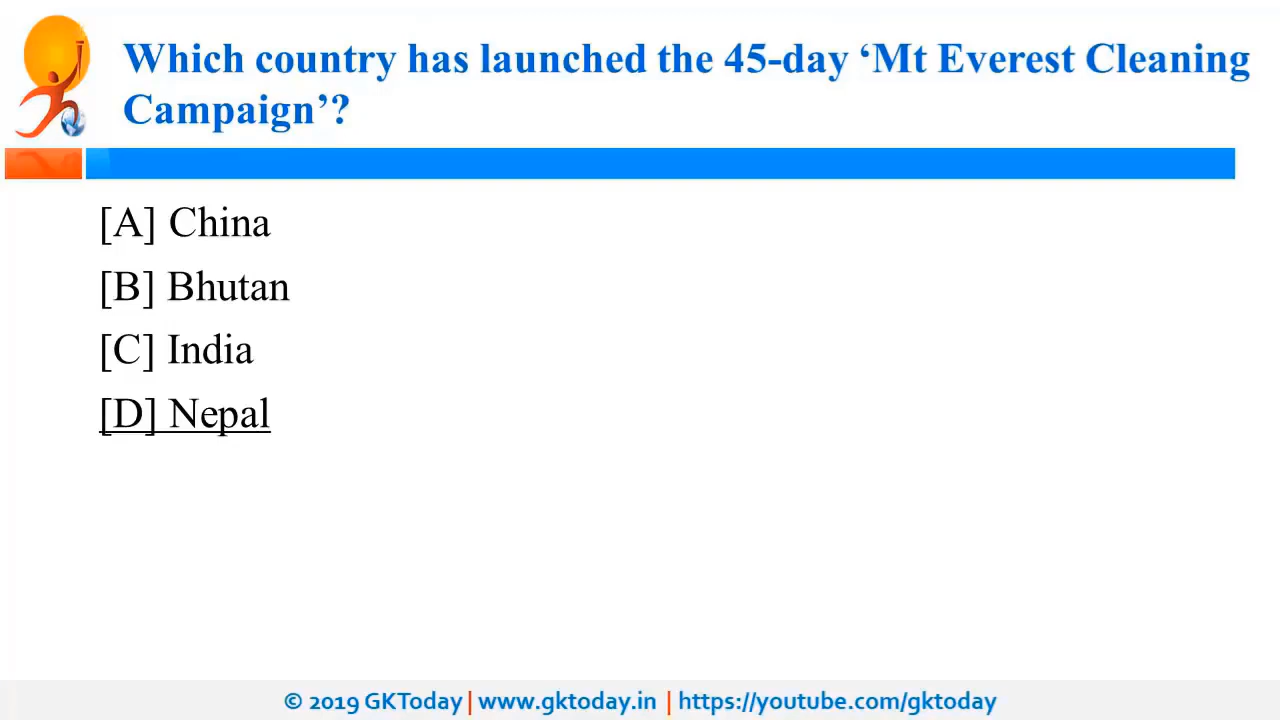 Which country has launched the 45-day ‘Mt Everest Cleaning
Campaign’?
[A] China
[B] Bhutan
[C] India
[D] Nepal
© 2019 GKToday | www.gktoday.in | https://youtube.com/gktoday